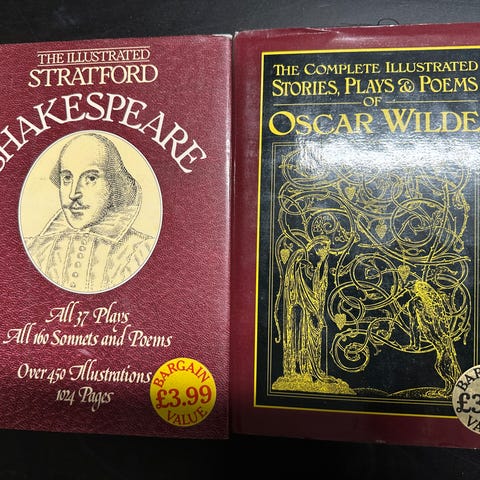 THE ILLUSTRATED
STRATFORD
SHAKESPEARE
All 37 Plays
All 160 Sonnets and Poems
Over 450 Illustrations
1024 Pages
BARGAIN
£3.99
VALUE
THE COMPLETE ILLUSTRATED
STORIES, PLAYS & POEMS
OF
OSCAR WILDE